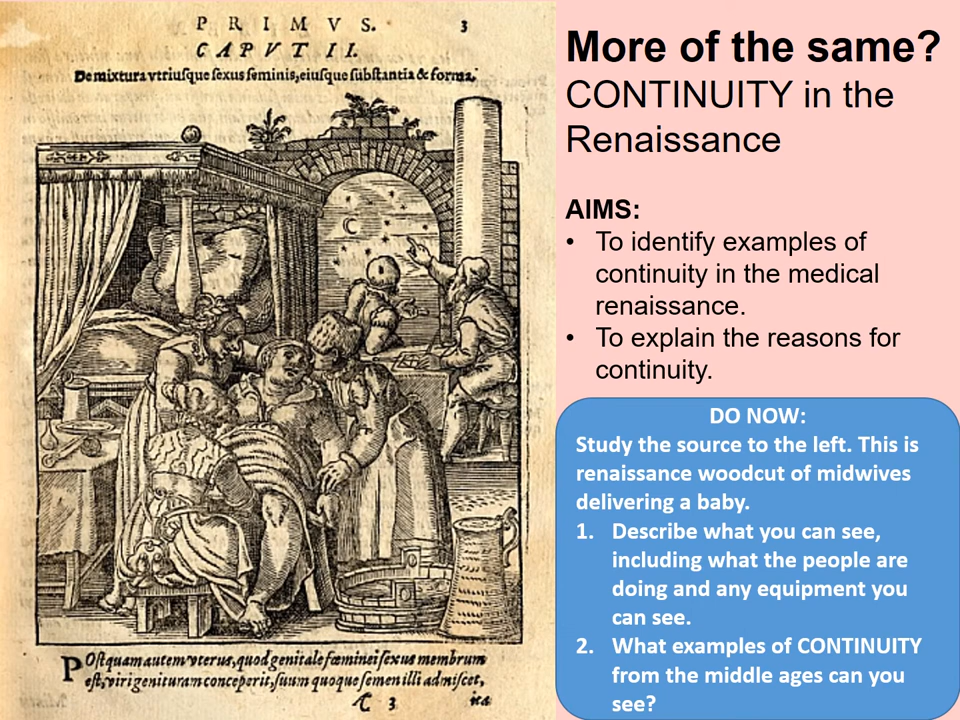 P R I M V S. 3
C A P V T I I.
De mixtura vtriusque sexus seminis, eiusque substantia & forma.
POstquam autem vterus, quod genitale fœminei sexus membrum
est, viri genituram conceperit, suum quoque semen illi admiscet,
3 ita
More of the same?
CONTINUITY in the
Renaissance
AIMS:
• To identify examples of
continuity in the medical
renaissance.
• To explain the reasons for
continuity.
DO NOW:
Study the source to the left. This is
renaissance woodcut of midwives
delivering a baby.
1. Describe what you can see,
including what the people are
doing and any equipment you
can see.
2. What examples of CONTINUITY
from the middle ages can you
see?